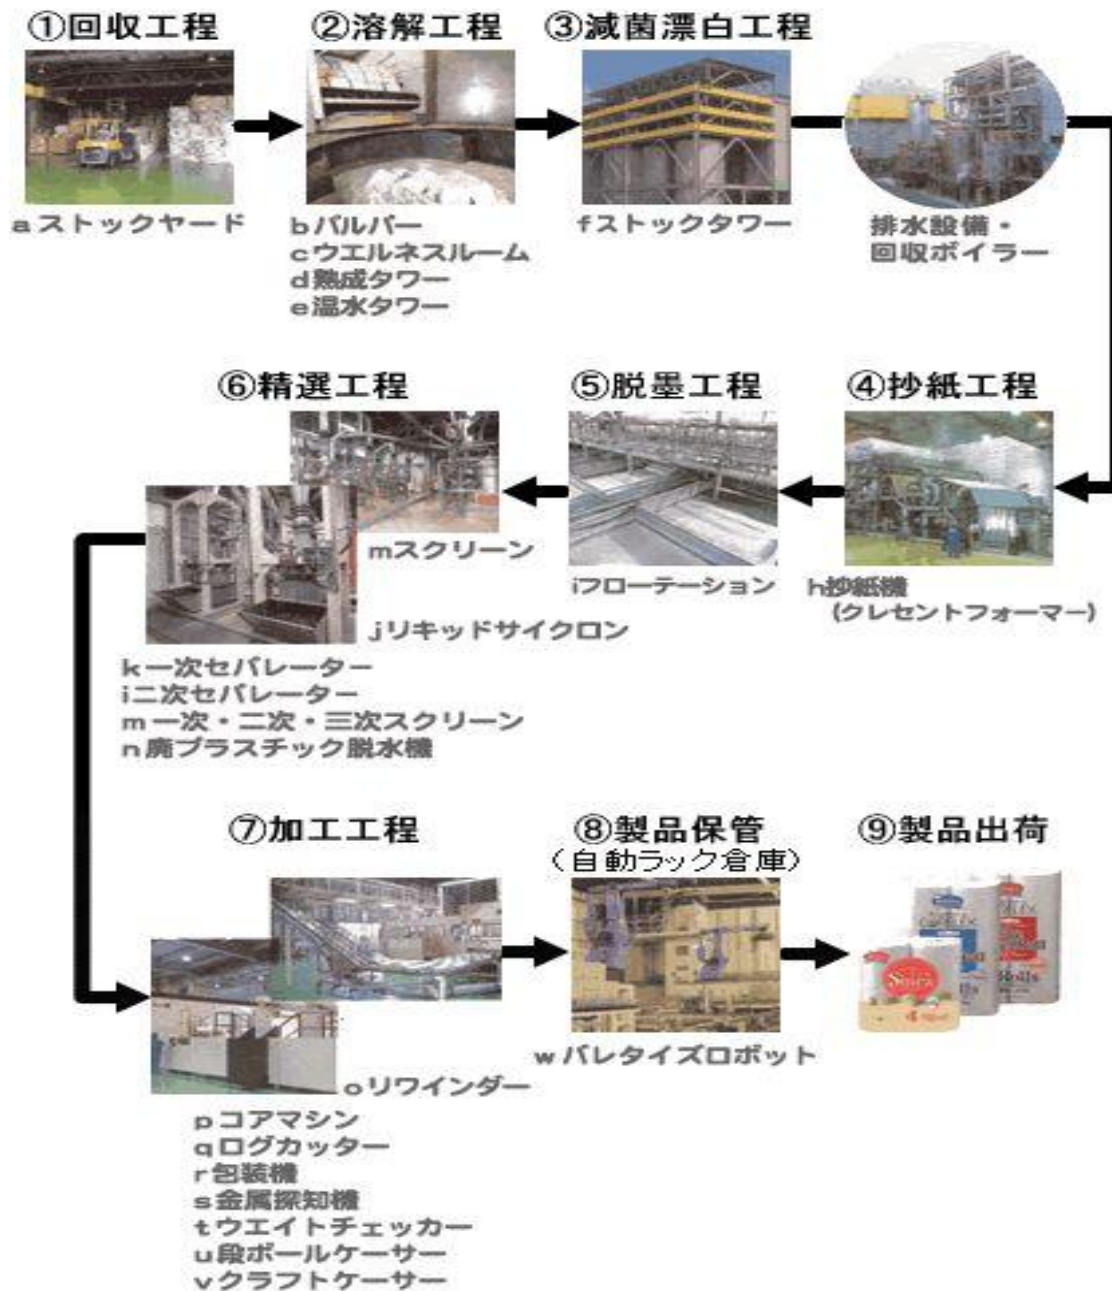 ①回収工程
②溶解工程
③減菌漂白工程
aストックヤード
bパルパー
cウエルネスルーム
d熟成タワー
e温水タワー
fストックタワー
排水設備・
回収ボイラー
⑥精選工程
⑤脱墨工程
④抄紙工程
mスクリーン
iフローテーション
h抄紙機
(クレセントフォーマー)
jリキッドサイクロン
k一次セパレーター
i二次セパレーター
m一次・二次・三次スクリーン
n廃プラスチック脱水機
⑦加工工程
⑧製品保管
(自動ラック倉庫)
⑨製品出荷
oリワインダー
wパレタイズロボット
pコアマシン
qログカッター
r包装機
s金属探知機
tウエイトチェッカー
u段ボールケーサー
vクラフトケーサー